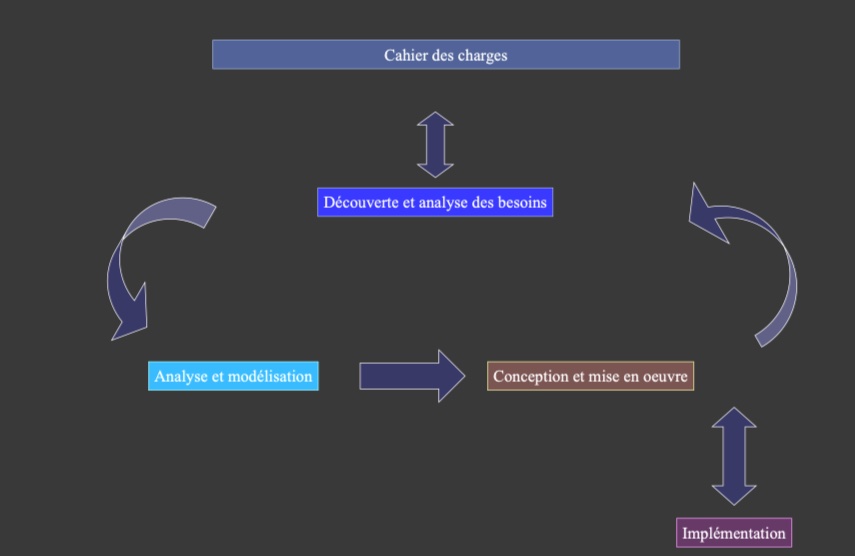 Cahier des charges
Découverte et analyse des besoins
Analyse et modélisation
Conception et mise en oeuvre
Implémentation